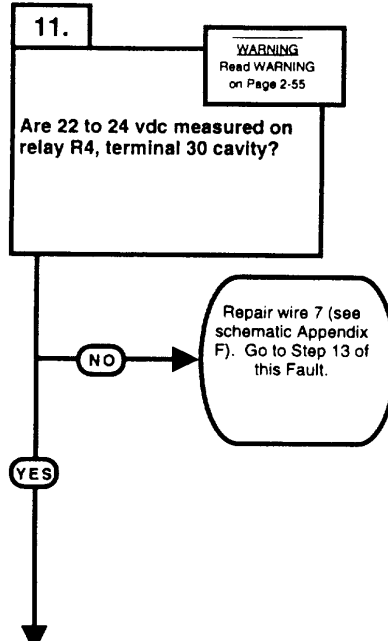 11.
WARNING
Read WARNING
on Page 2-55
Are 22 to 24 vdc measured on
relay R4, terminal 30 cavity?
Repair wire 7 (see
schematic Appendix
F). Go to Step 13 of
this Fault.
NO
YES